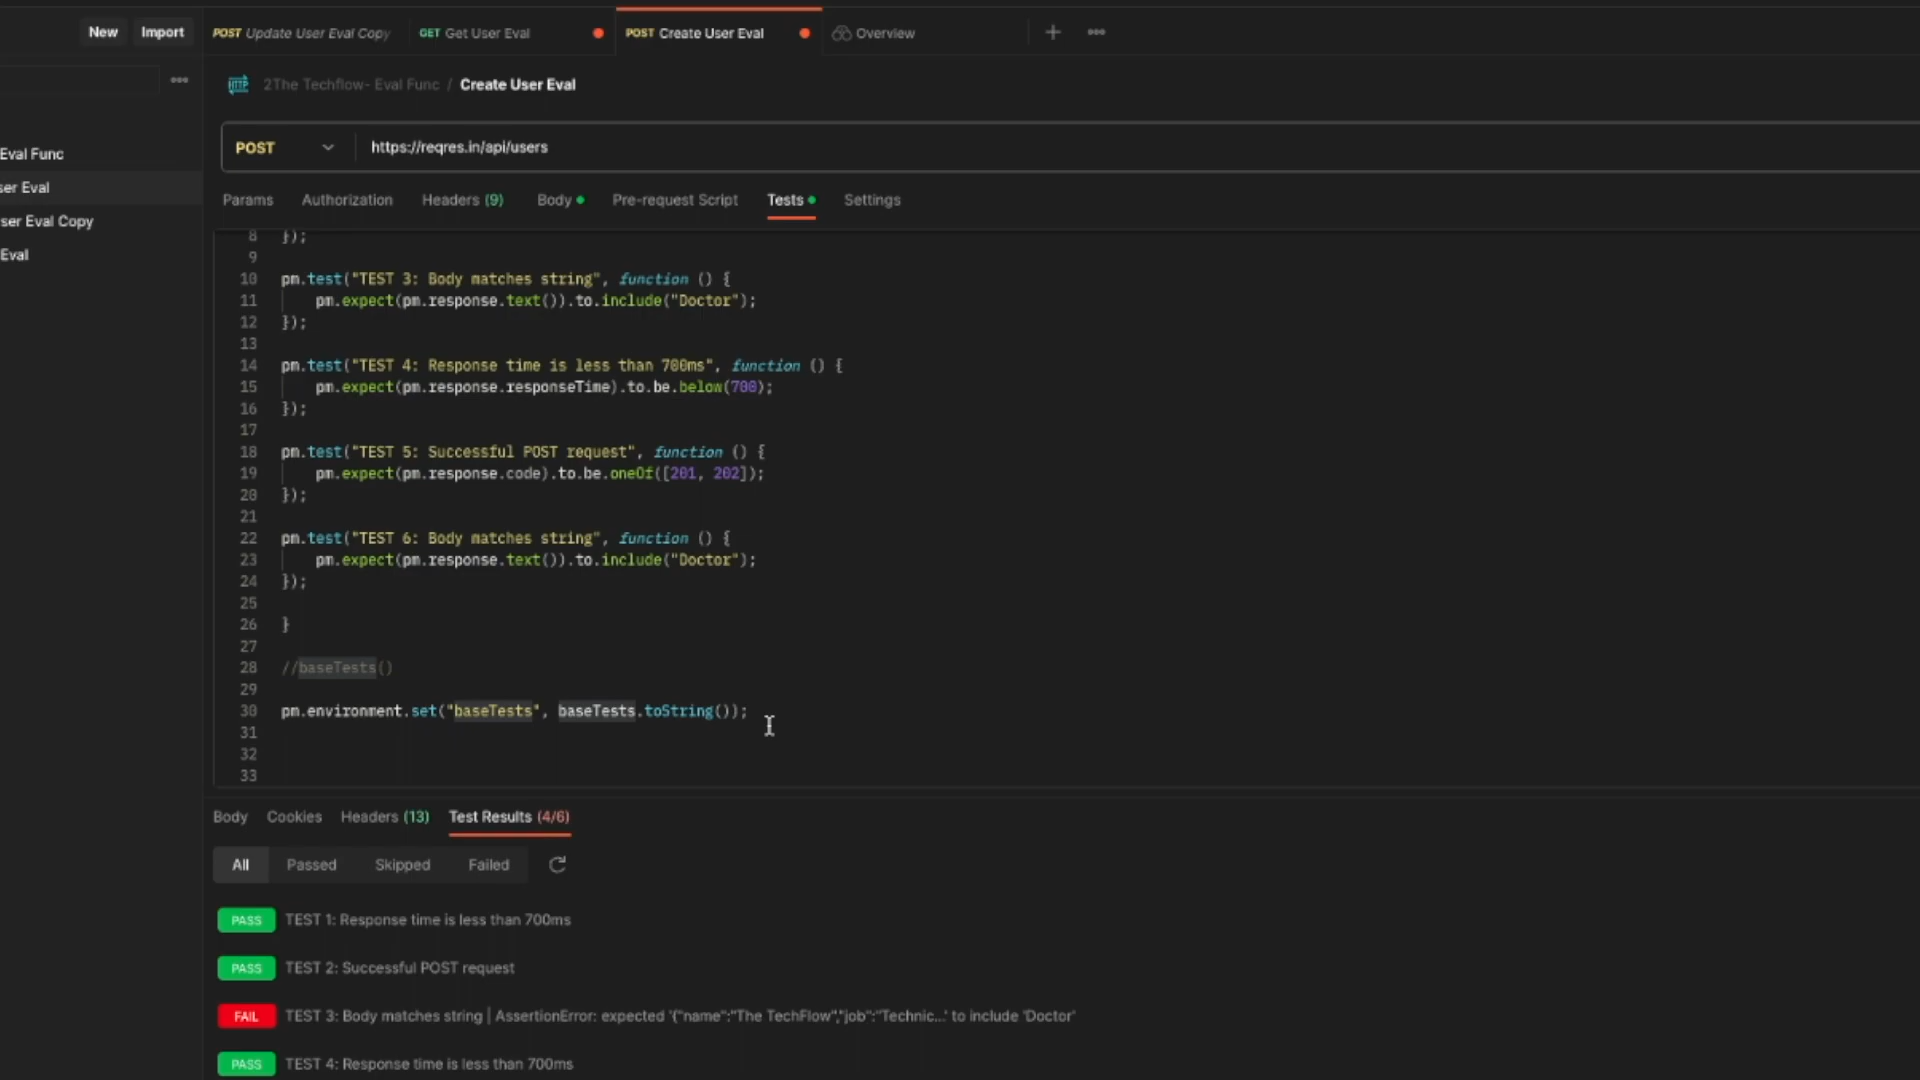 New Import POST Update User Eval Copy GET Get User Eval POST Create User Eval Overview
2The Techflow- Eval Func / Create User Eval
POST https://reqres.in/api/users
Eval Func
ser Eval
ser Eval Copy
Eval
Params Authorization Headers (9) Body Pre-request Script Tests Settings
8 });
9
10 pm.test("TEST 3: Body matches string", function () {
11 pm.expect(pm.response.text()).to.include("Doctor");
12 });
13
14 pm.test("TEST 4: Response time is less than 700ms", function () {
15 pm.expect(pm.response.responseTime).to.be.below(700);
16 });
17
18 pm.test("TEST 5: Successful POST request", function () {
19 pm.expect(pm.response.code).to.be.oneOf([201, 202]);
20 });
21
22 pm.test("TEST 6: Body matches string", function () {
23 pm.expect(pm.response.text()).to.include("Doctor");
24 });
25
26 }
27
28 //baseTests()
29
30 pm.environment.set("baseTests", baseTests.toString());
31
32
33
Body Cookies Headers (13) Test Results (4/6)
All Passed Skipped Failed
PASS TEST 1: Response time is less than 700ms
PASS TEST 2: Successful POST request
FAIL TEST 3: Body matches string | AssertionError: expected '{"name":"The TechFlow","job":"Technic...' to include 'Doctor'
PASS TEST 4: Response time is less than 700ms